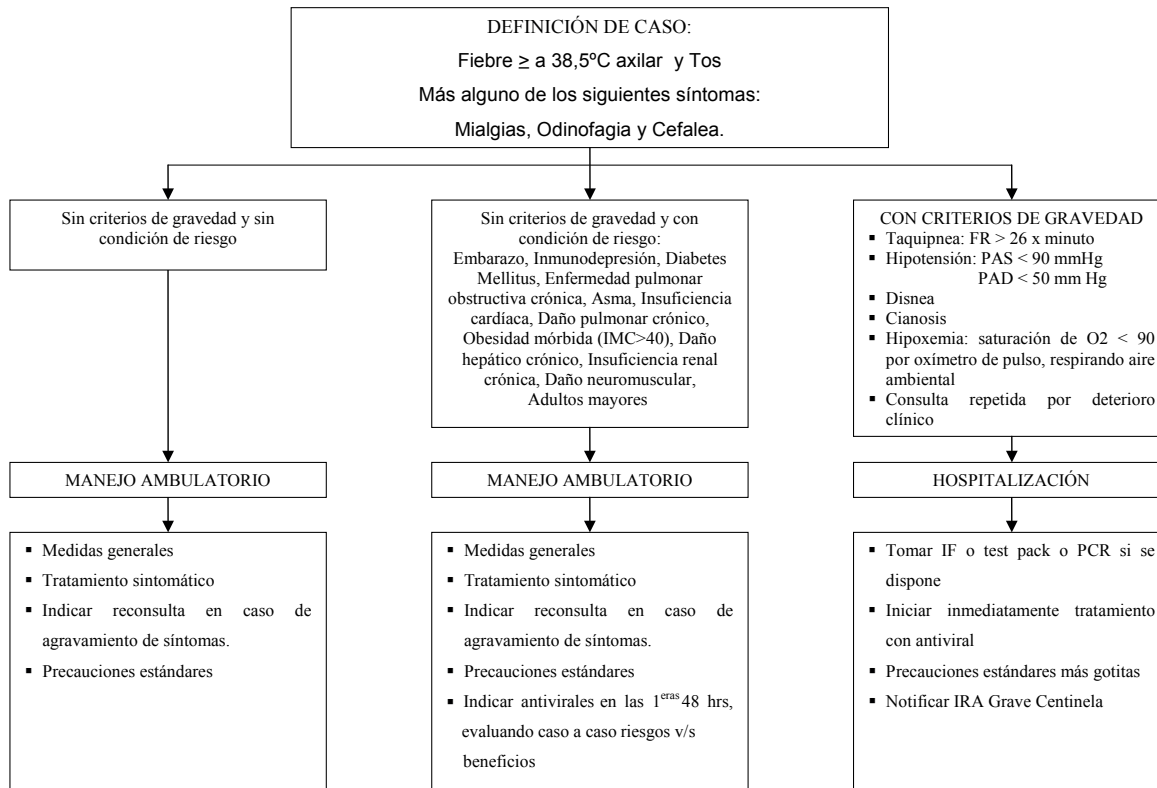 DEFINICIÓN DE CASO:
Fiebre ≥ a 38,5ºC axilar y Tos
Más alguno de los siguientes síntomas:
Mialgias, Odinofagia y Cefalea.
Sin criterios de gravedad y sin
condición de riesgo
Sin criterios de gravedad y con
condición de riesgo:
Embarazo, Inmunodepresión, Diabetes
Mellitus, Enfermedad pulmonar
obstructiva crónica, Asma, Insuficiencia
cardíaca, Daño pulmonar crónico,
Obesidad mórbida (IMC>40), Daño
hepático crónico, Insuficiencia renal
crónica, Daño neuromuscular,
Adultos mayores
CON CRITERIOS DE GRAVEDAD
▪ Taquipnea: FR > 26 x minuto
▪ Hipotensión: PAS < 90 mmHg
PAD < 50 mm Hg
▪ Disnea
▪ Cianosis
▪ Hipoxemia: saturación de O2 < 90
por oxímetro de pulso, respirando aire
ambiental
▪ Consulta repetida por deterioro
clínico
MANEJO AMBULATORIO
MANEJO AMBULATORIO
HOSPITALIZACIÓN
▪ Medidas generales
▪ Tratamiento sintomático
▪ Indicar reconsulta en caso de
agravamiento de síntomas.
▪ Precauciones estándares
▪ Medidas generales
▪ Tratamiento sintomático
▪ Indicar reconsulta en caso de
agravamiento de síntomas.
▪ Precauciones estándares
▪ Indicar antivirales en las 1eras 48 hrs,
evaluando caso a caso riesgos v/s
beneficios
▪ Tomar IF o test pack o PCR si se
dispone
▪ Iniciar inmediatamente tratamiento
con antiviral
▪ Precauciones estándares más gotitas
▪ Notificar IRA Grave Centinela